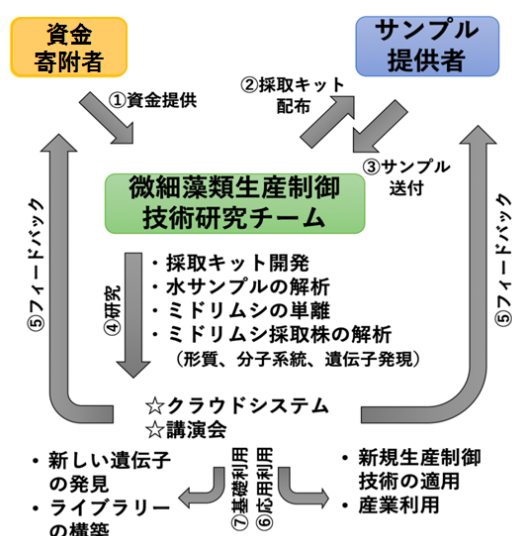 資金
寄附者
サンプル
提供者
①資金提供
②採取キット
配布
③サンプル
送付
微細藻類生産制御
技術研究チーム
④研究
・採取キット開発
・水サンプルの解析
・ミドリムシの単離
・ミドリムシ採取株の解析
（形質、分子系統、遺伝子発現）
⑤フィードバック
⑤フィードバック
☆クラウドシステム
☆講演会
・新しい遺伝子
の発見
・ライブラリー
の構築
⑦基礎利用
⑥応用利用
・新規生産制御
技術の適用
・産業利用